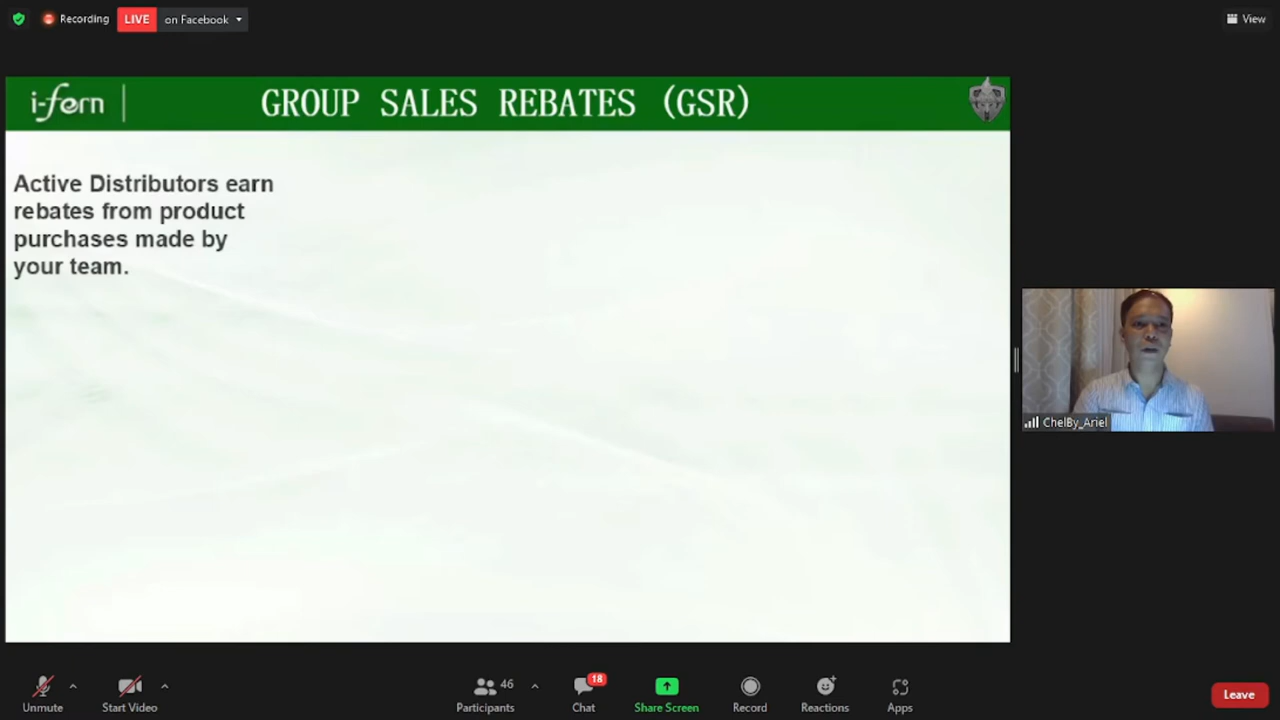 Recording
LIVE
on Facebook
View
i-fern
GROUP SALES REBATES (GSR)
Active Distributors earn
rebates from product
purchases made by
your team.
ChelBy_Ariel
Unmute
Start Video
46
Participants
18
Chat
Share Screen
Record
Reactions
Apps
Leave